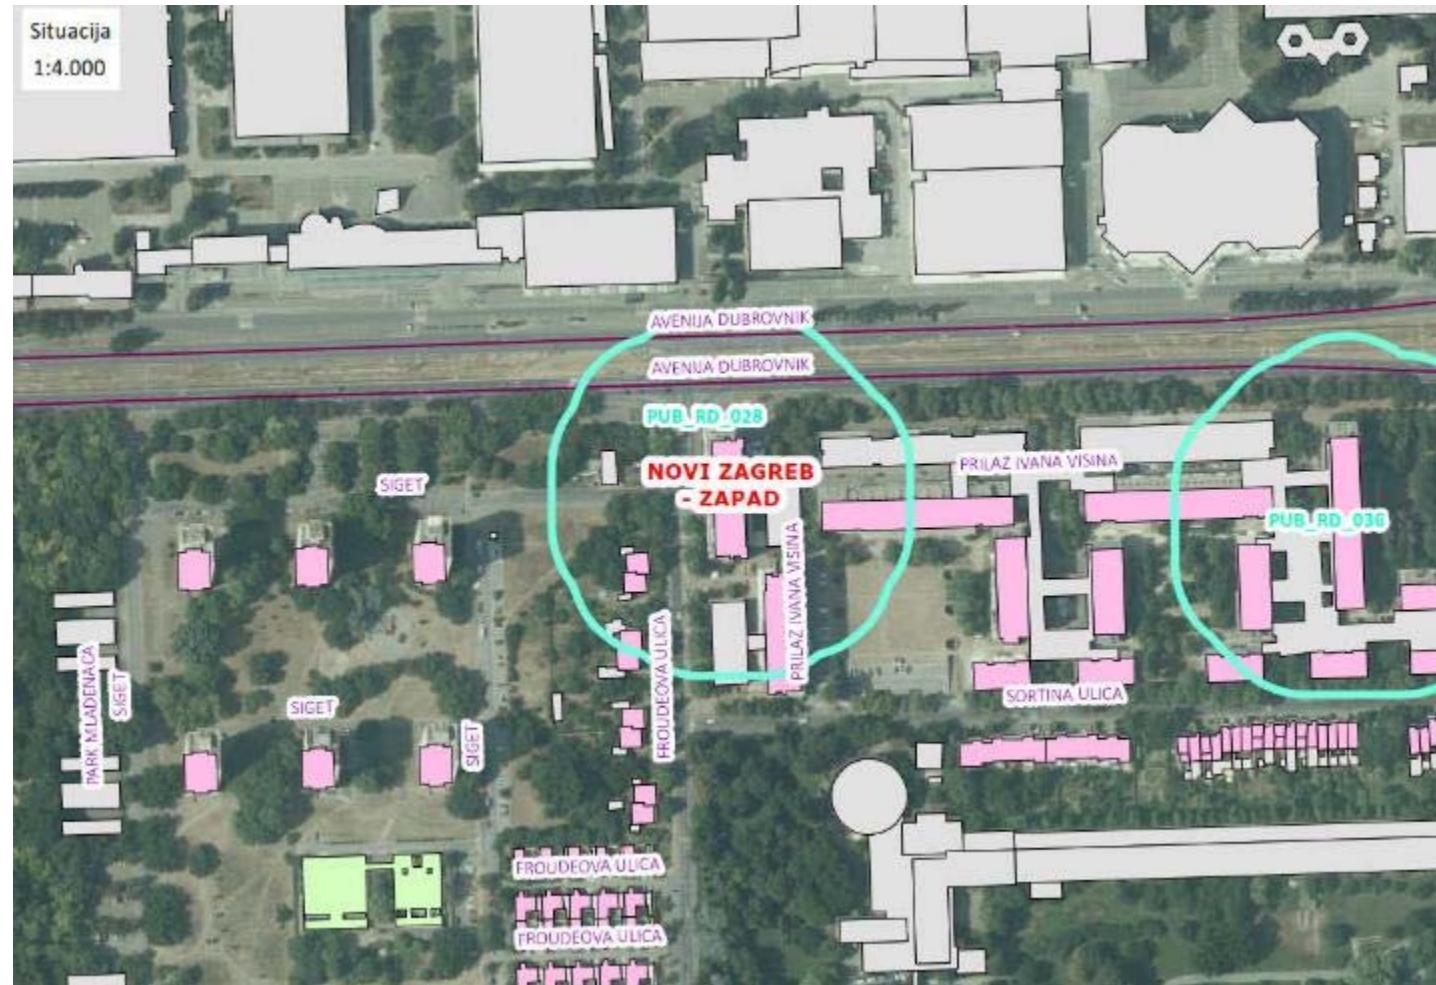 Situacija
1:4.000
AVENIJA DUBROVNIK
AVENIJA DUBROVNIK
PUB_RD_028
NOVI ZAGREB
- ZAPAD
PRILAZ IVANA VISINA
SIGET
PUB_RD_036
PRILAZ IVANA VISINA
FROUDEOVA ULICA
PARK MLAĐENACA
SIGET
SIGET
SIGET
SORTINA ULICA
FROUDEOVA ULICA
FROUDEOVA ULICA